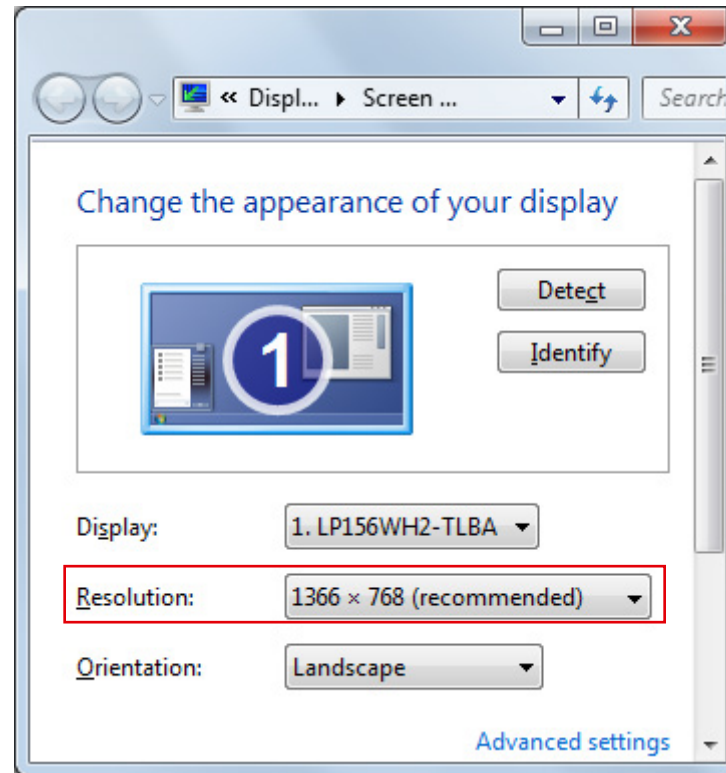 « Displ... ▸ Screen ...
Search
Change the appearance of your display
1
Detect
Identify
Display:
1. LP156WH2-TLBA
Resolution:
1366 × 768 (recommended)
Orientation:
Landscape
Advanced settings